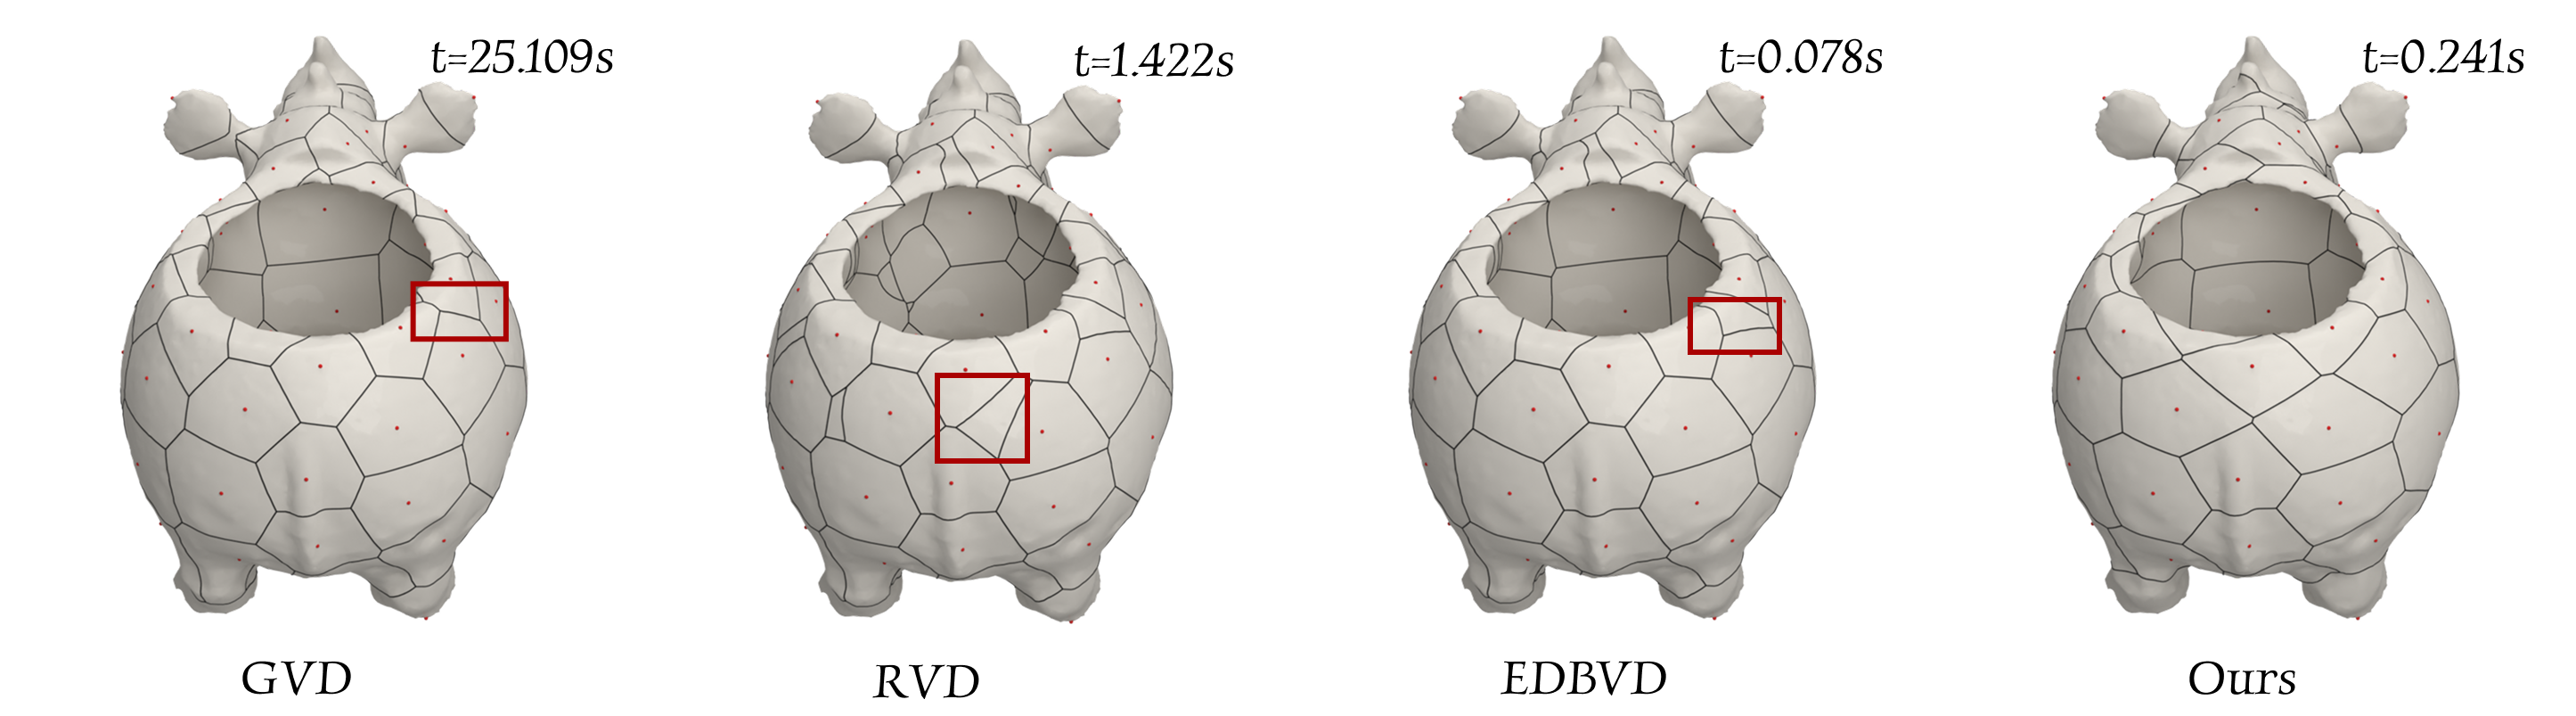 t=25.109s
t=1.422s
t=0.078s
t=0.241s
GVD
RVD
EDBVD
Ours